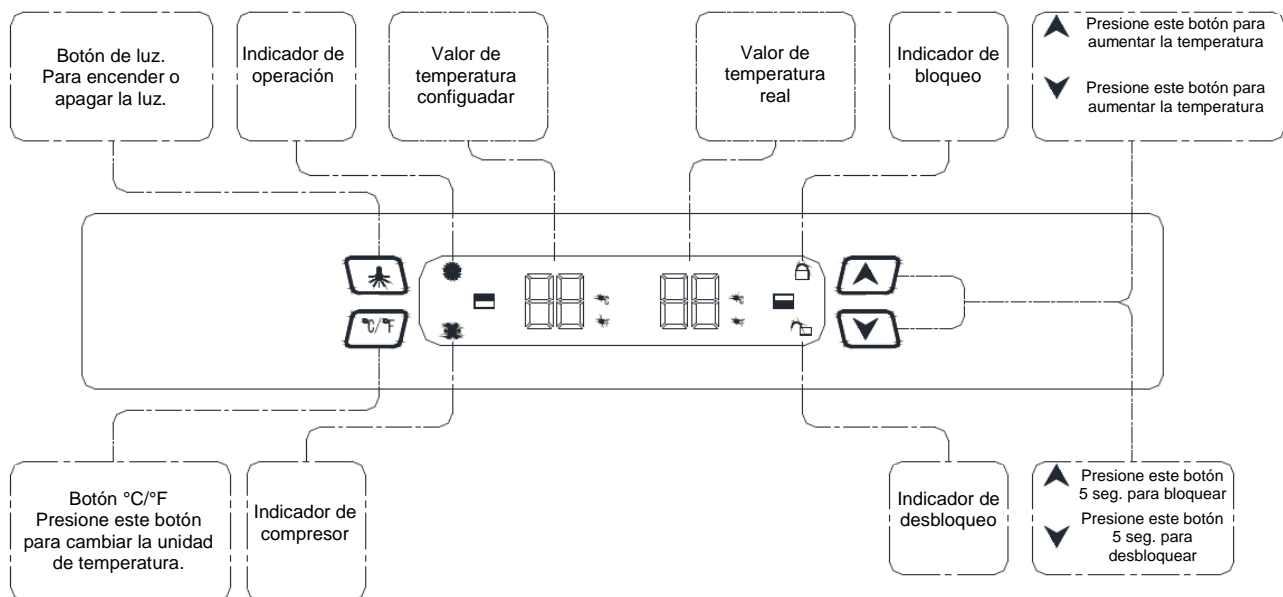 Botón de luz.
Para encender o
apagar la luz.
Indicador de
operación
Valor de
temperatura
configuadar
Valor de
temperatura
real
Indicador de
bloqueo
Presione este botón para
aumentar la temperatura
Presione este botón para
aumentar la temperatura
°C/°F
Botón °C/°F
Presione este botón
para cambiar la unidad
de temperatura.
Indicador de
compresor
Indicador de
desbloqueo
Presione este botón
5 seg. para bloquear
Presione este botón
5 seg. para
desbloquear